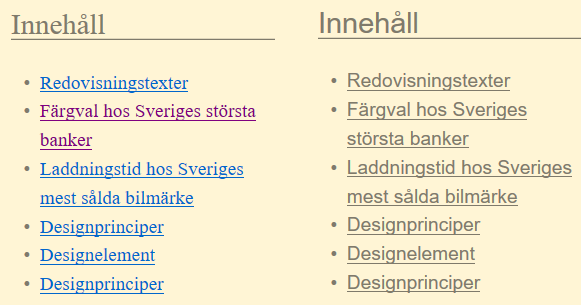 Innehåll
• Redovisningstexter
• Färgval hos Sveriges största
banker
• Laddningstid hos Sveriges
mest sålda bilmärke
• Designprinciper
• Designelement
• Designprinciper
Innehåll
• Redovisningstexter
• Färgval hos Sveriges
största banker
• Laddningstid hos Sveriges
mest sålda bilmärke
• Designprinciper
• Designelement
• Designprinciper